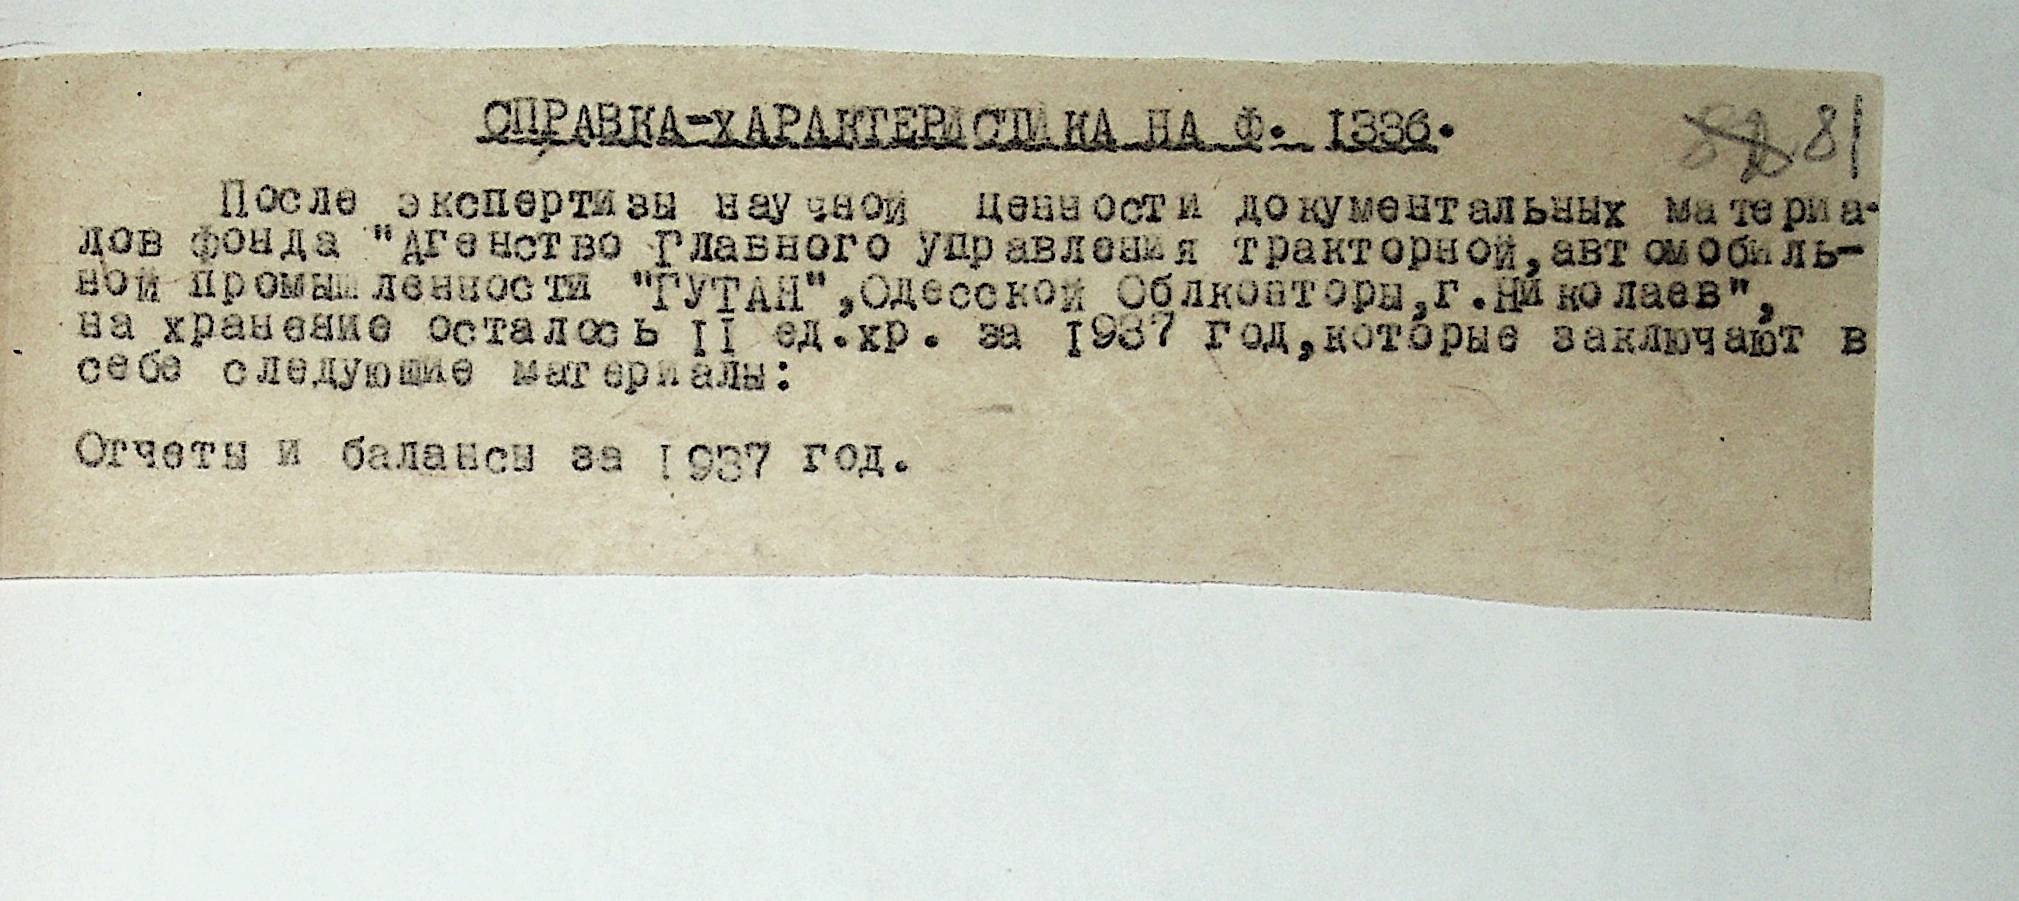 СПРАВКА-ХАРАКТЕРИСТИКА НА Ф. 1336.
81
После экспертизы научной ценности документальных материа-
лов фонда "Агенство Главного управления тракторной,автомобиль-
ной промышленности "ГУТАН",Одесской Облконторы,г.Николаев",
на хранение осталось II ед.хр. за 1937 год,которые заключают в
себе следующие материалы:
Отчеты и балансы за 1937 год.